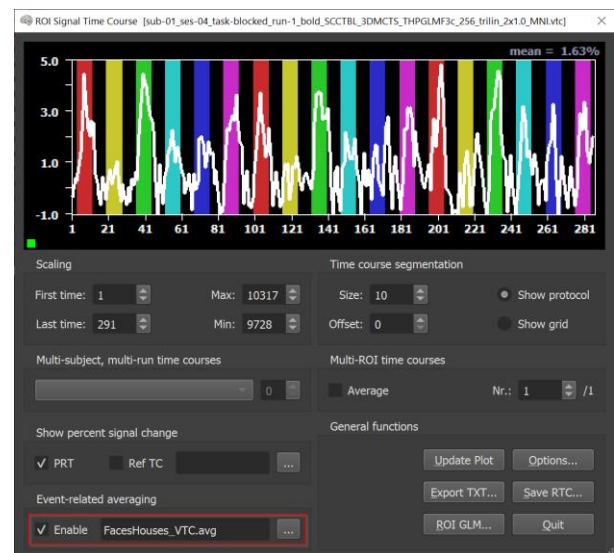 ROI Signal Time Course [sub-01_ses-04_task-blocked_run-1_bold_SCCTBL_3DMCTS_THPGLMF3c_256_trilin_2x1.0_MNI.vtc]
mean = 1.63%
5.0
3.0
1.0
-1.0
1 21 41 61 81 101 121 141 161 181 201 221 241 261 281
Scaling
First time: 1 Max: 10317
Last time: 291 Min: 9728
Time course segmentation
Size: 10 Show protocol
Offset: 0 Show grid
Multi-subject, multi-run time courses
0
Multi-ROI time courses
Average Nr.: 1 /1
Show percent signal change
PRT Ref TC ...
Event-related averaging
Enable FacesHouses_VTC.avg ...
General functions
Update Plot Options...
Export TXT... Save RTC...
ROI GLM... Quit